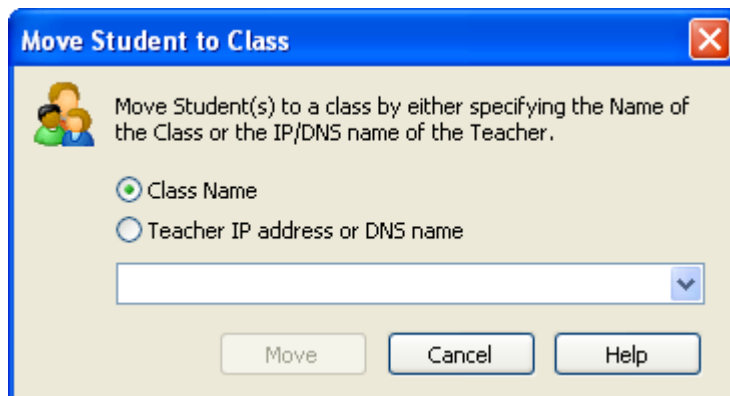 Move Student to Class
Move Student(s) to a class by either specifying the Name of
the Class or the IP/DNS name of the Teacher.
Class Name
Teacher IP address or DNS name
Move
Cancel
Help